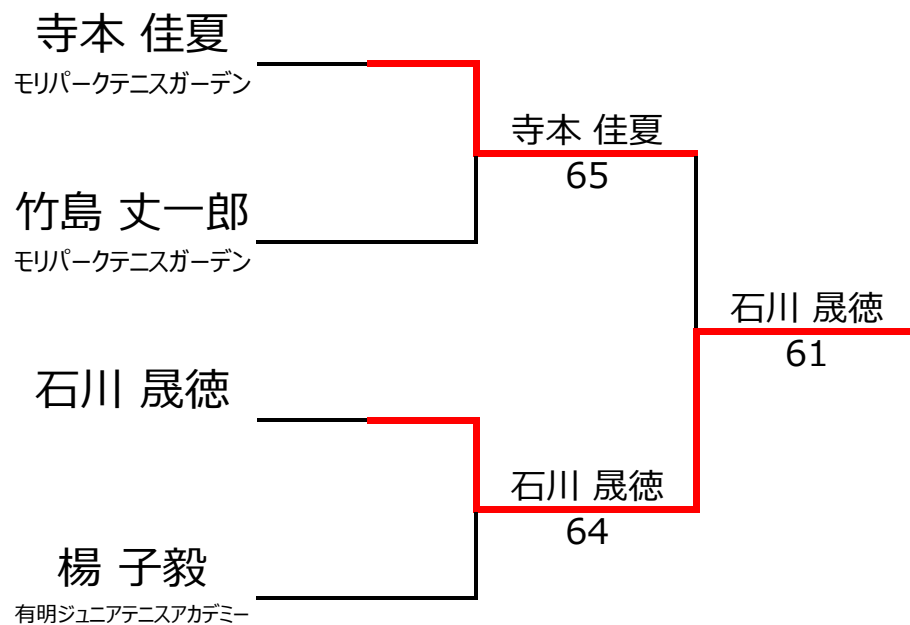 寺本 佳夏
モリパークテニスガーデン
寺本 佳夏
65
竹島 丈一郎
モリパークテニスガーデン
石川 晟徳
61
石川 晟徳
石川 晟徳
64
楊 子毅
有明ジュニアテニスアカデミー